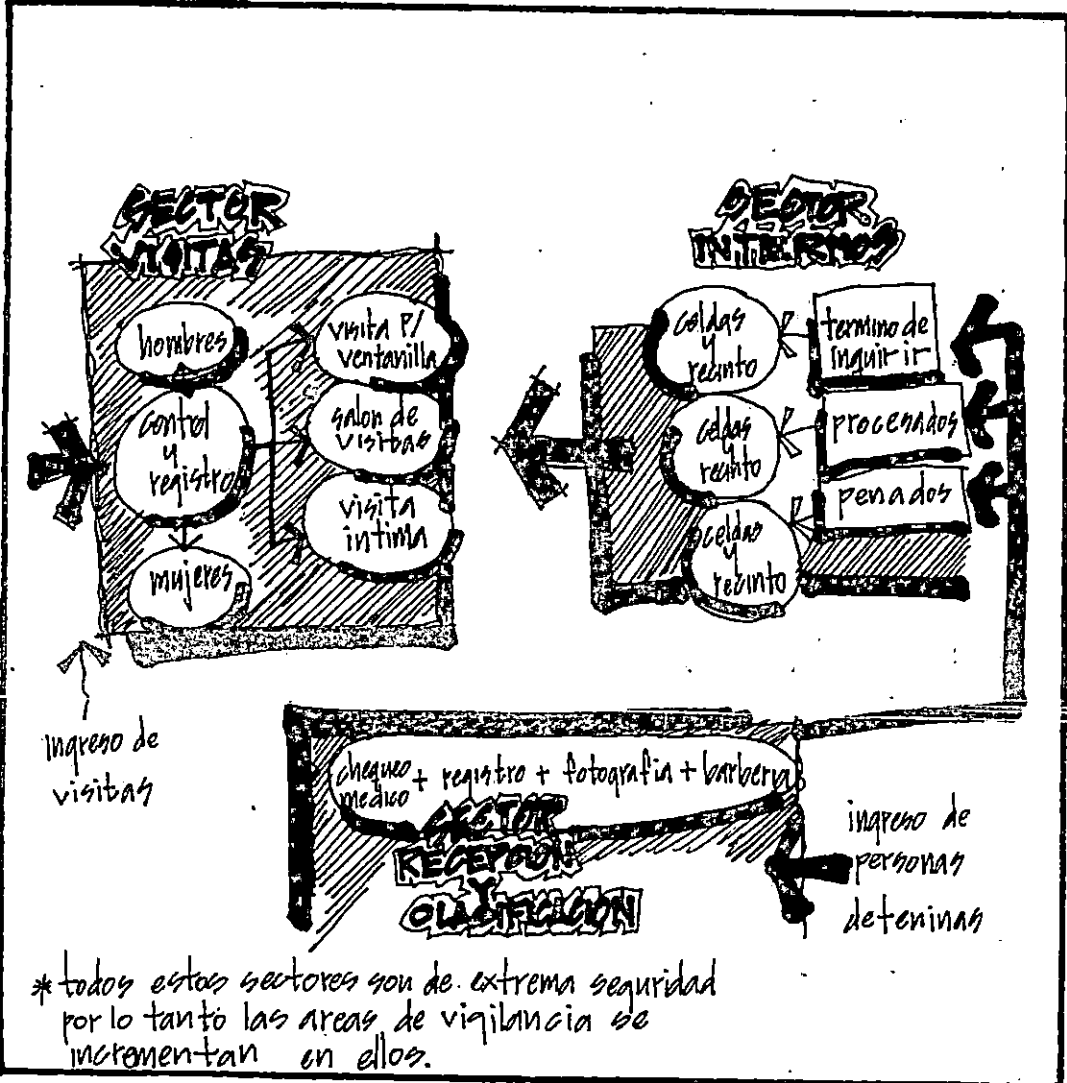 SECTOR
VISITAS
hombres
control
y
registro
mujeres
visita P/
ventanilla
salon de
visitas
visita
intima
ingreso de
visitas
SECTOR
INTERNOS
celdas
y
recinto
termino de
inquirir
celdas
y
recinto
procesados
celdas
y
recinto
penados
chequeo + registro + fotografia + barberia
medico
SECTOR
RECEPCION
Y
CLASIFICACION
ingreso de
personas
deteninas
* todos estos sectores son de extrema seguridad
por lo tanto las areas de vigilancia se
incrementan en ellos.